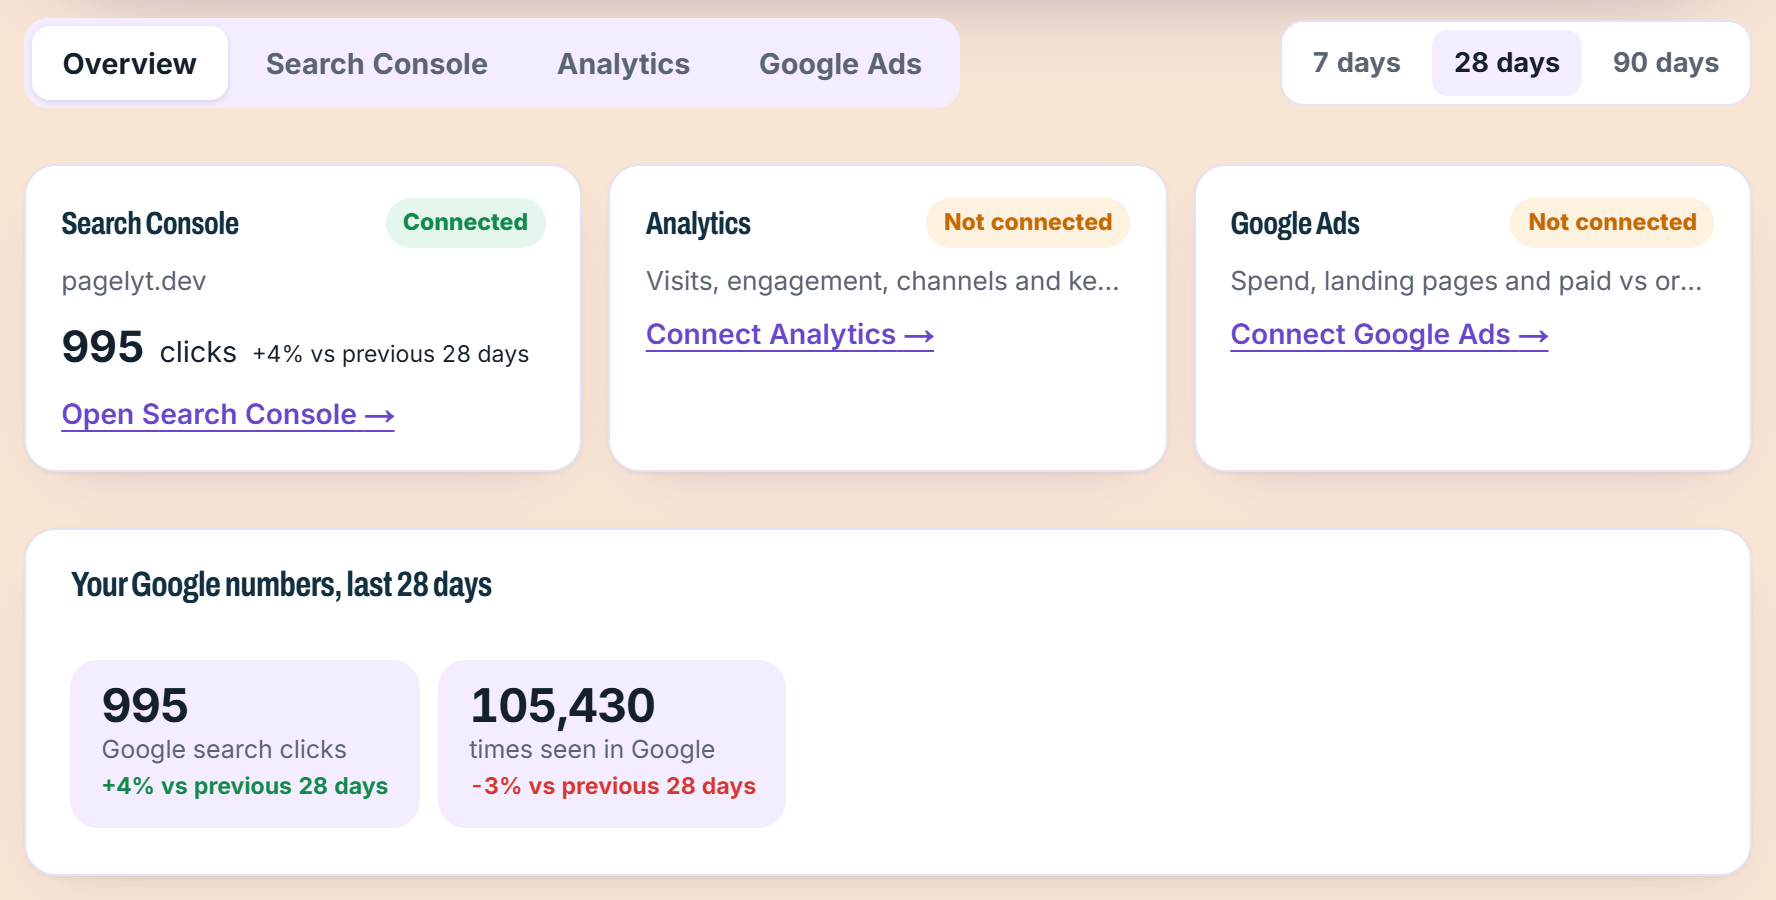 Overview Search Console Analytics Google Ads 7 days 28 days 90 days
Search Console Connected
pagelyt.dev
995 clicks +4% vs previous 28 days
Open Search Console →
Analytics Not connected
Visits, engagement, channels and ke...
Connect Analytics →
Google Ads Not connected
Spend, landing pages and paid vs or...
Connect Google Ads →
Your Google numbers, last 28 days
995
Google search clicks
+4% vs previous 28 days
105,430
times seen in Google
-3% vs previous 28 days